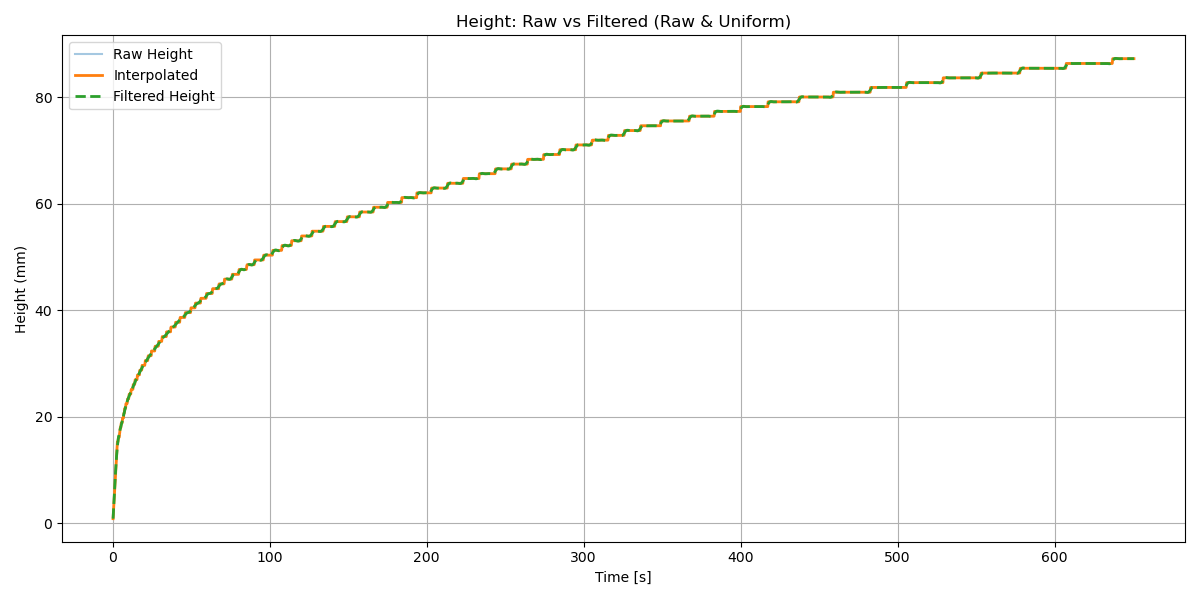 Height: Raw vs Filtered (Raw & Uniform)
Raw Height
Interpolated
Filtered Height
Height (mm)
80
60
40
20
0
0 100 200 300 400 500 600
Time [s]